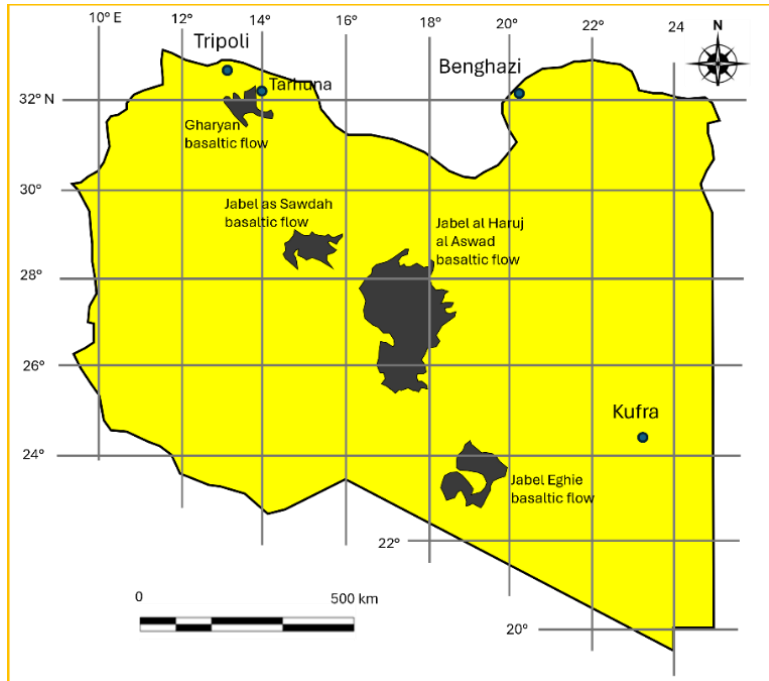 10° E 12° 14° 16° 18° 20° 22° 24 N
Tripoli
Benghazi
Tarhuna
32° N
Gharyan
basaltic flow
30°
Jabel as Sawdah
basaltic flow
Jabel al Haruj
al Aswad
basaltic flow
28°
26°
Kufra
24°
Jabel Eghie
basaltic flow
22°
0 500 km
20°